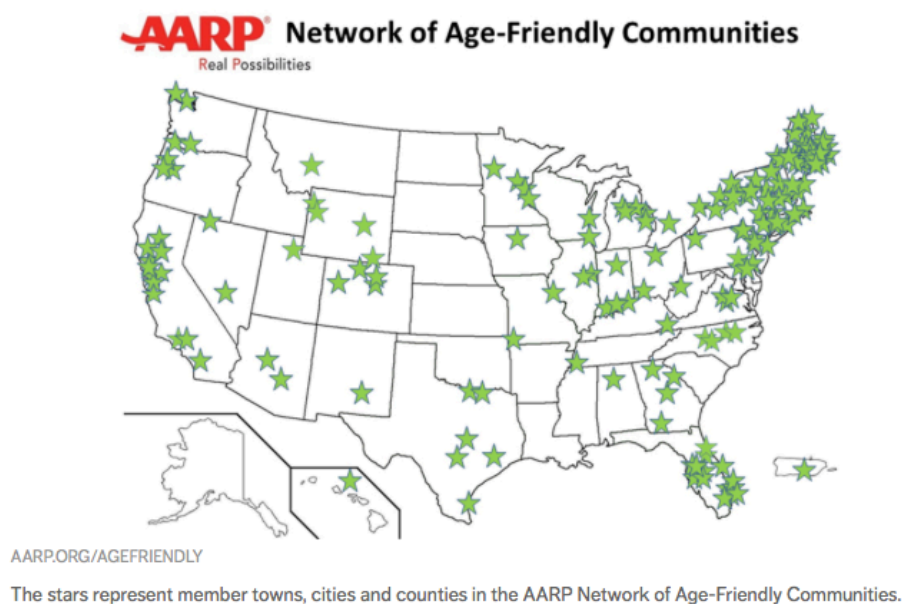 AARP® Network of Age-Friendly Communities
Real Possibilities
AARP.ORG/AGEFRIENDLY
The stars represent member towns, cities and counties in the AARP Network of Age-Friendly Communities.